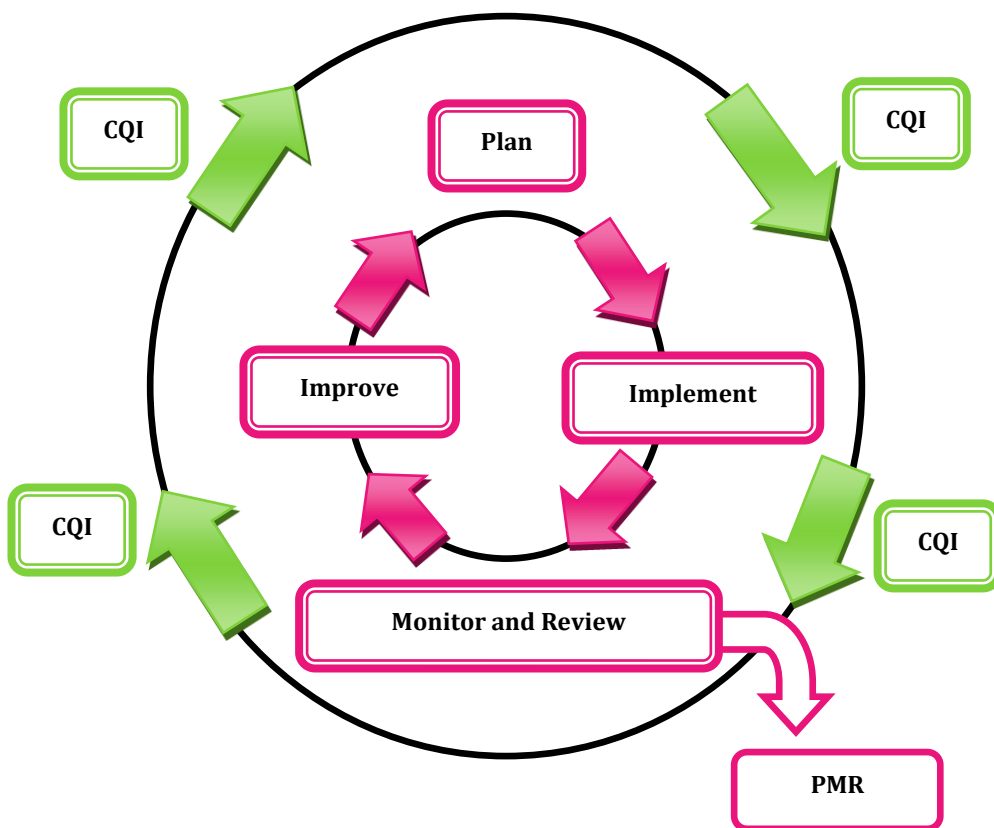 CQI
CQI
Plan
Improve
Implement
CQI
CQI
Monitor and Review
PMR